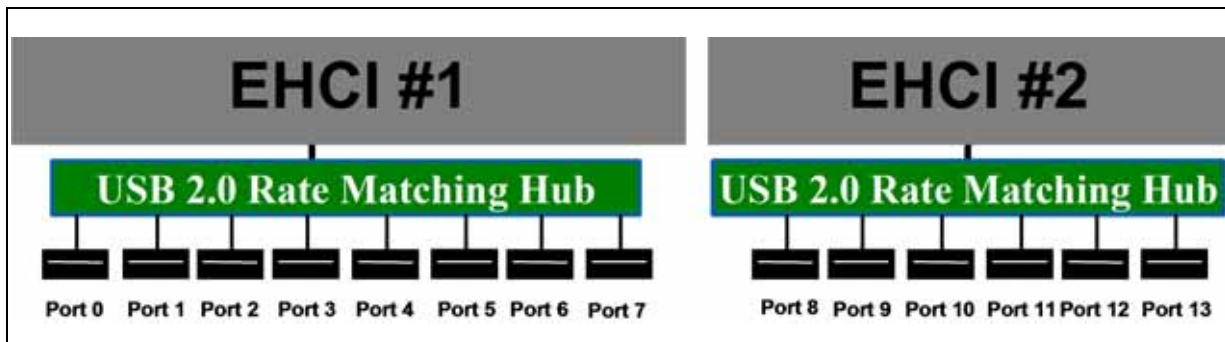 EHCI #1
EHCI #2
USB 2.0 Rate Matching Hub
USB 2.0 Rate Matching Hub
Port 0 Port 1 Port 2 Port 3 Port 4 Port 5 Port 6 Port 7
Port 8 Port 9 Port 10 Port 11 Port 12 Port 13